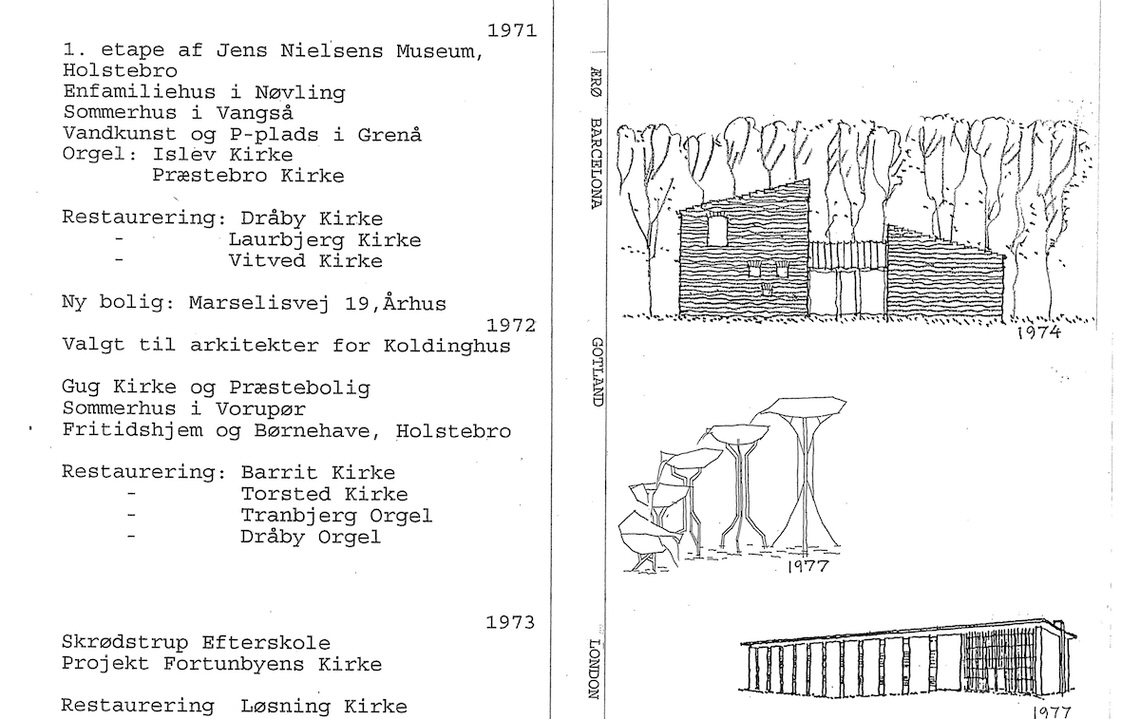 1971
1. etape af Jens Nielsens Museum,
Holstebro
Enfamiliehus i Nøvling
Sommerhus i Vangså
Vandkunst og P-plads i Grenå
Orgel: Islev Kirke
Præstebro Kirke
Restaurering: Dråby Kirke
- Laurbjerg Kirke
- Vitved Kirke
Ny bolig: Marselisvej 19,Århus
1972
Valgt til arkitekter for Koldinghus
Gug Kirke og Præstebolig
Sommerhus i Vorupør
Fritidshjem og Børnehave, Holstebro
Restaurering: Barrit Kirke
- Torsted Kirke
- Tranbjerg Orgel
- Dråby Orgel
1973
Skrødstrup Efterskole
Projekt Fortunbyens Kirke
Restaurering Løsning Kirke
ÆRØ BARCELONA
GOTLAND
LONDON
1974
1977
1977